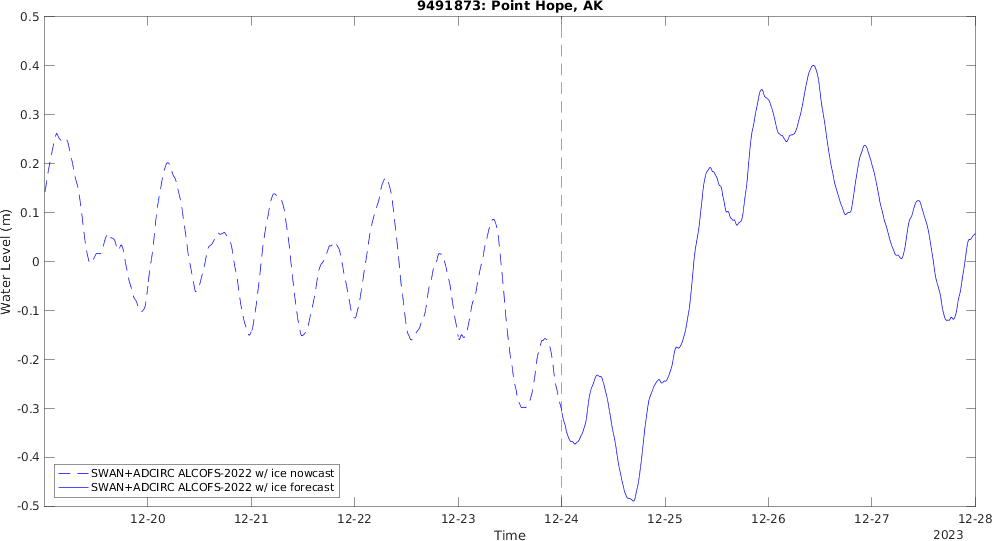 9491873: Point Hope, AK
0.5
0.4
0.3
0.2
0.1
0
-0.1
-0.2
-0.3
-0.4
-0.5
Water Level (m)
SWAN+ADCIRC ALCOFS-2022 w/ ice nowcast
SWAN+ADCIRC ALCOFS-2022 w/ ice forecast
12-20 12-21 12-22 12-23 12-24 12-25 12-26 12-27 12-28
Time
2023